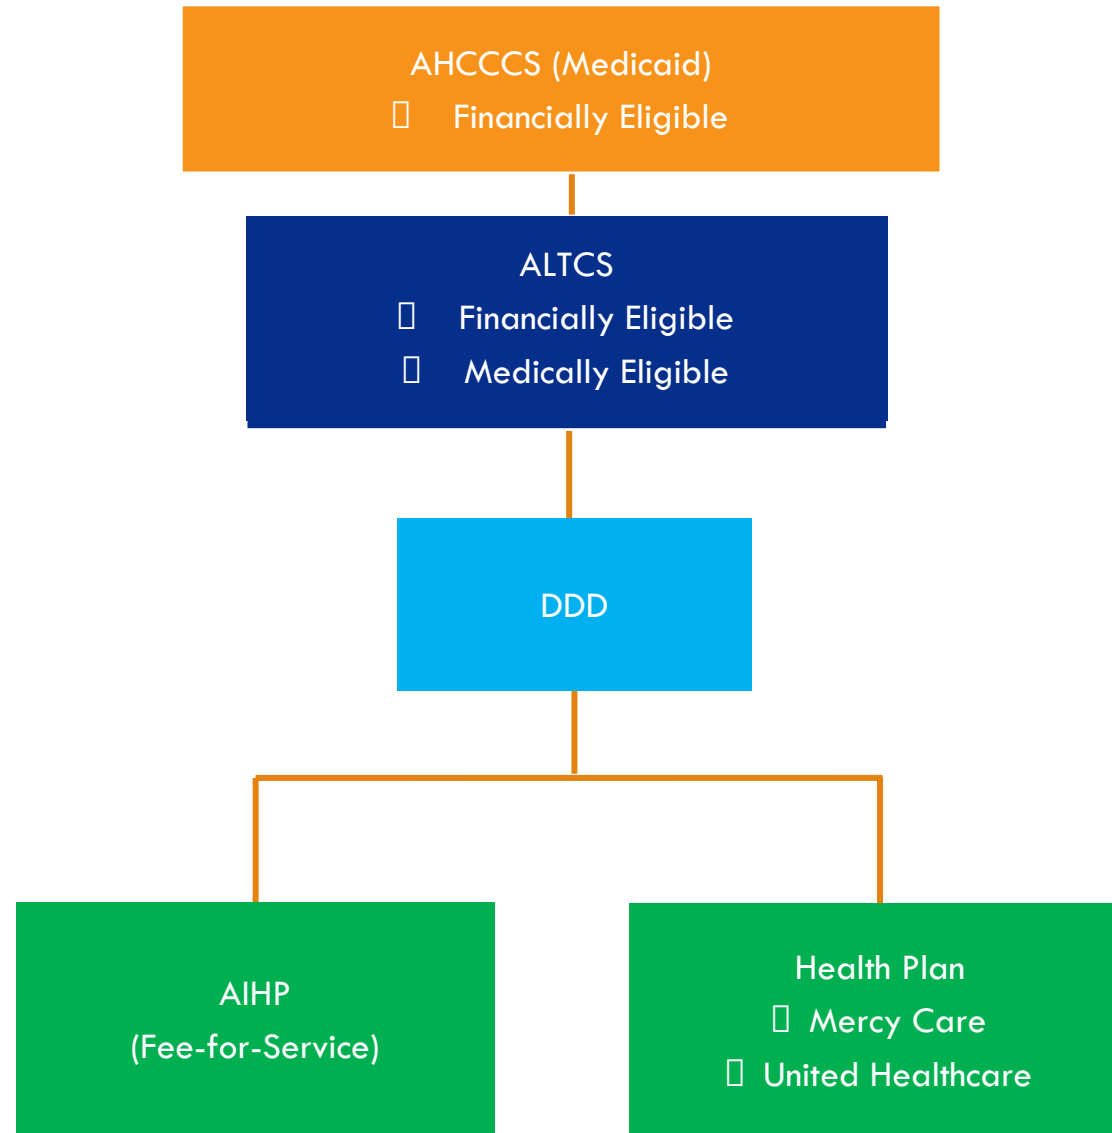 AHCCCS (Medicaid)
▯ Financially Eligible
ALTCS
▯ Financially Eligible
▯ Medically Eligible
DDD
AIHP
(Fee-for-Service)
Health Plan
▯ Mercy Care
▯ United Healthcare